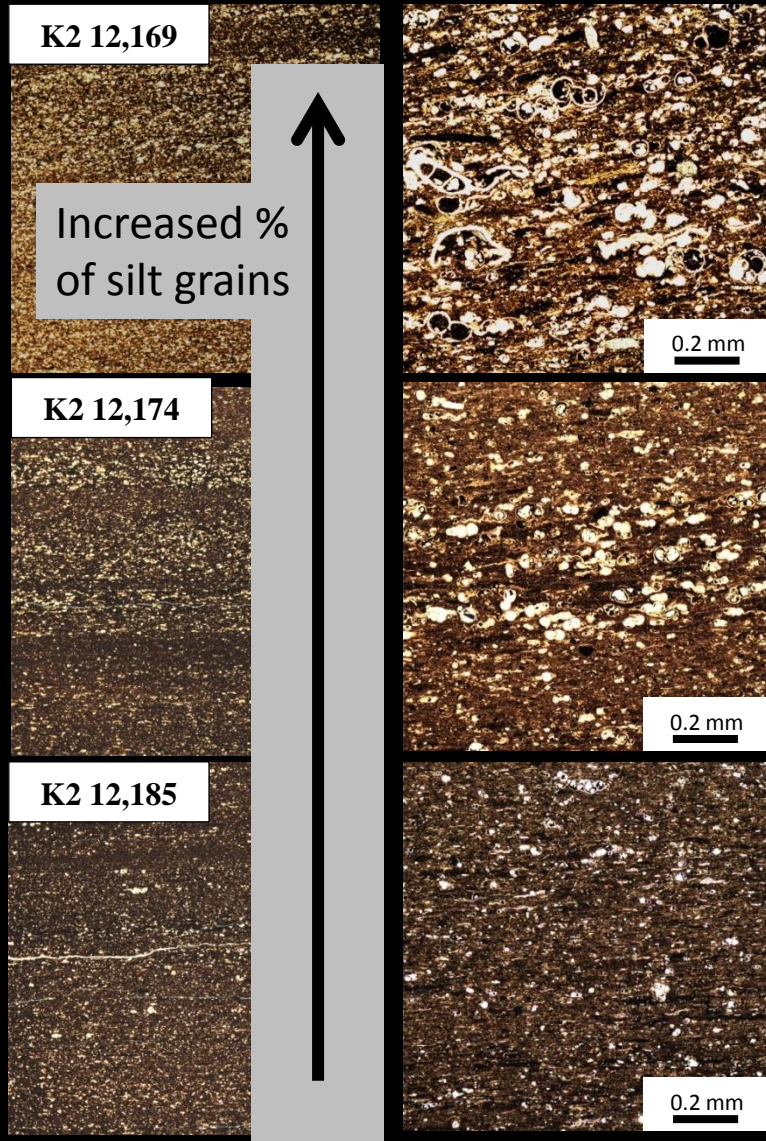 K2 12,169
Increased %
of silt grains
0.2 mm
K2 12,174
0.2 mm
K2 12,185
0.2 mm